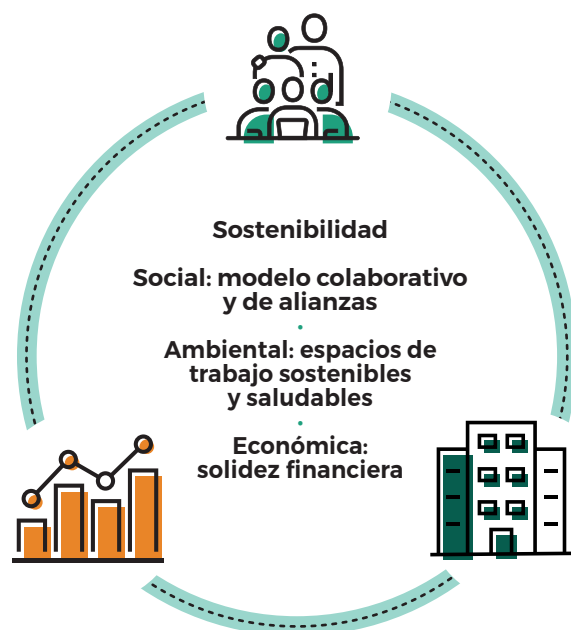 Sostenibilidad
Social: modelo colaborativo
y de alianzas
Ambiental: espacios de
trabajo sostenibles
y saludables
Económica:
solidez financiera